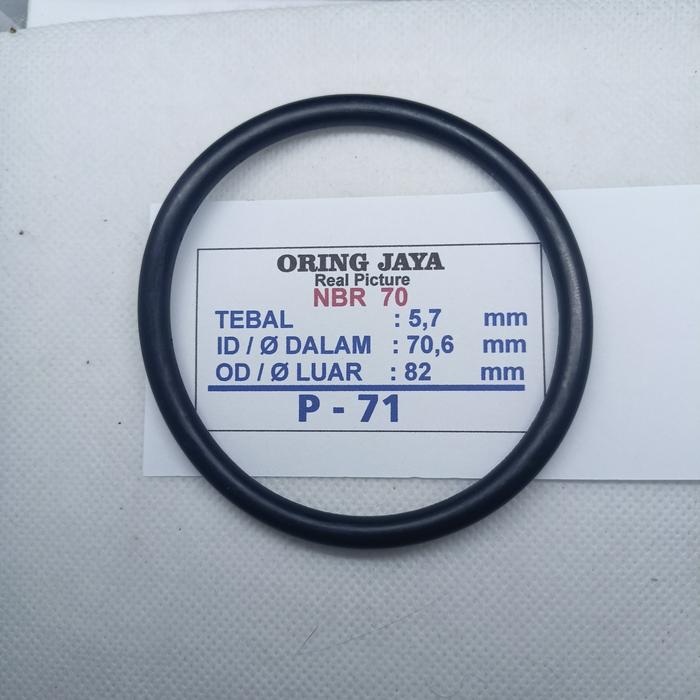 ORING JAYA
Real Picture
NBR 70
TEBAL : 5,7 mm
ID / Ø DALAM : 70,6 mm
OD / Ø LUAR : 82 mm
P - 71